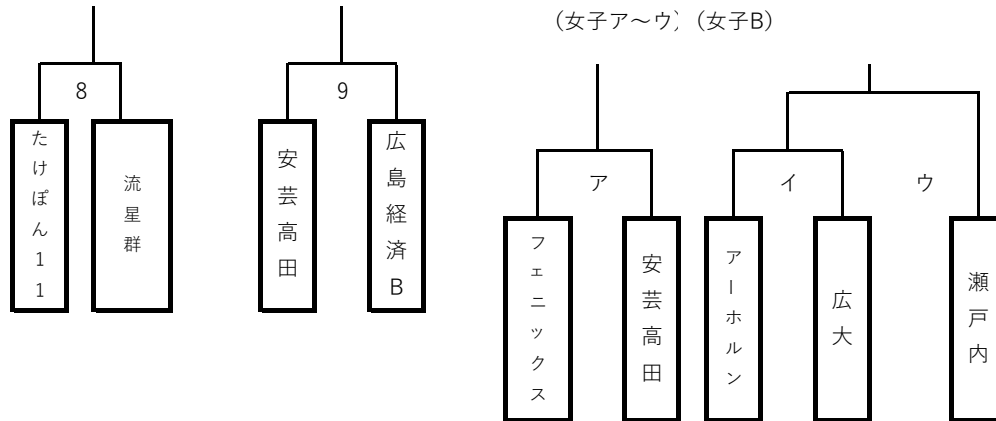 (女子ア～ウ) (女子B)
8
9
たけぽん11
流星群
安芸高田
広島経済B
ア
イ
ウ
フェニックス
安芸高田
アーホルン
広大
瀬戸内